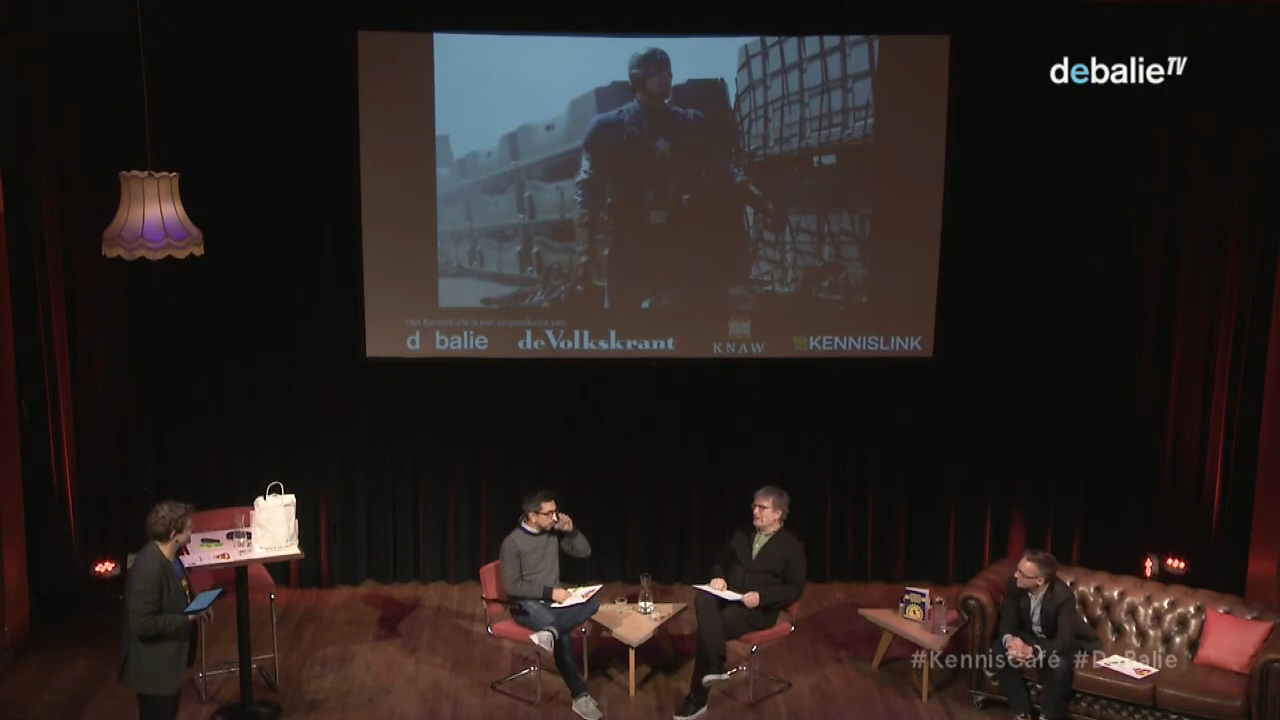 debalieTV
Het KennisCafé is een co-productie van
d balie
deVolkskrant
KNAW
KENNISLINK
#KennisCafé #DeBalie